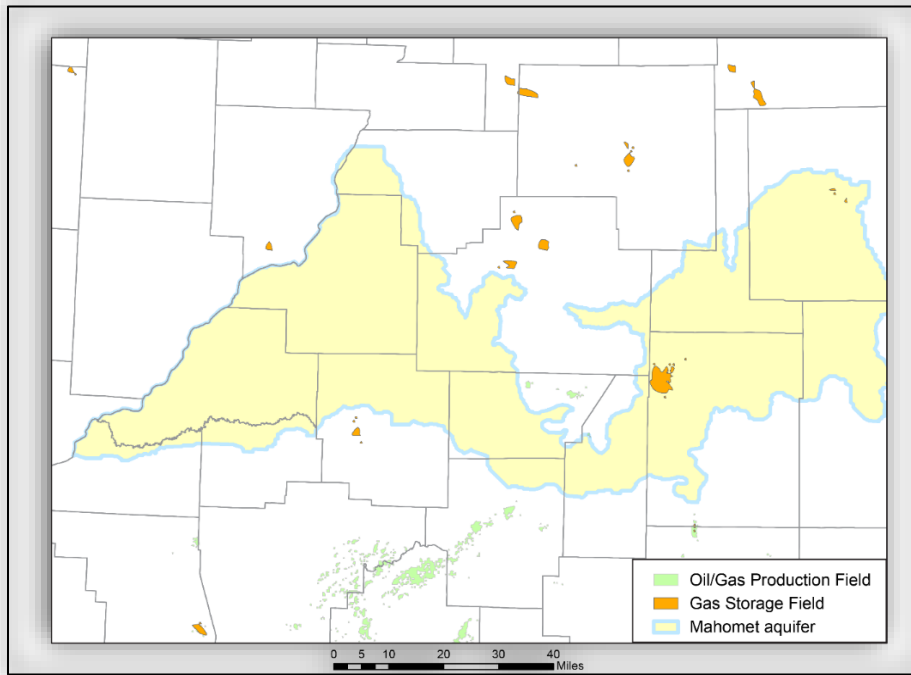 Oil/Gas Production Field
Gas Storage Field
Mahomet aquifer
0 5 10 20 30 40
Miles